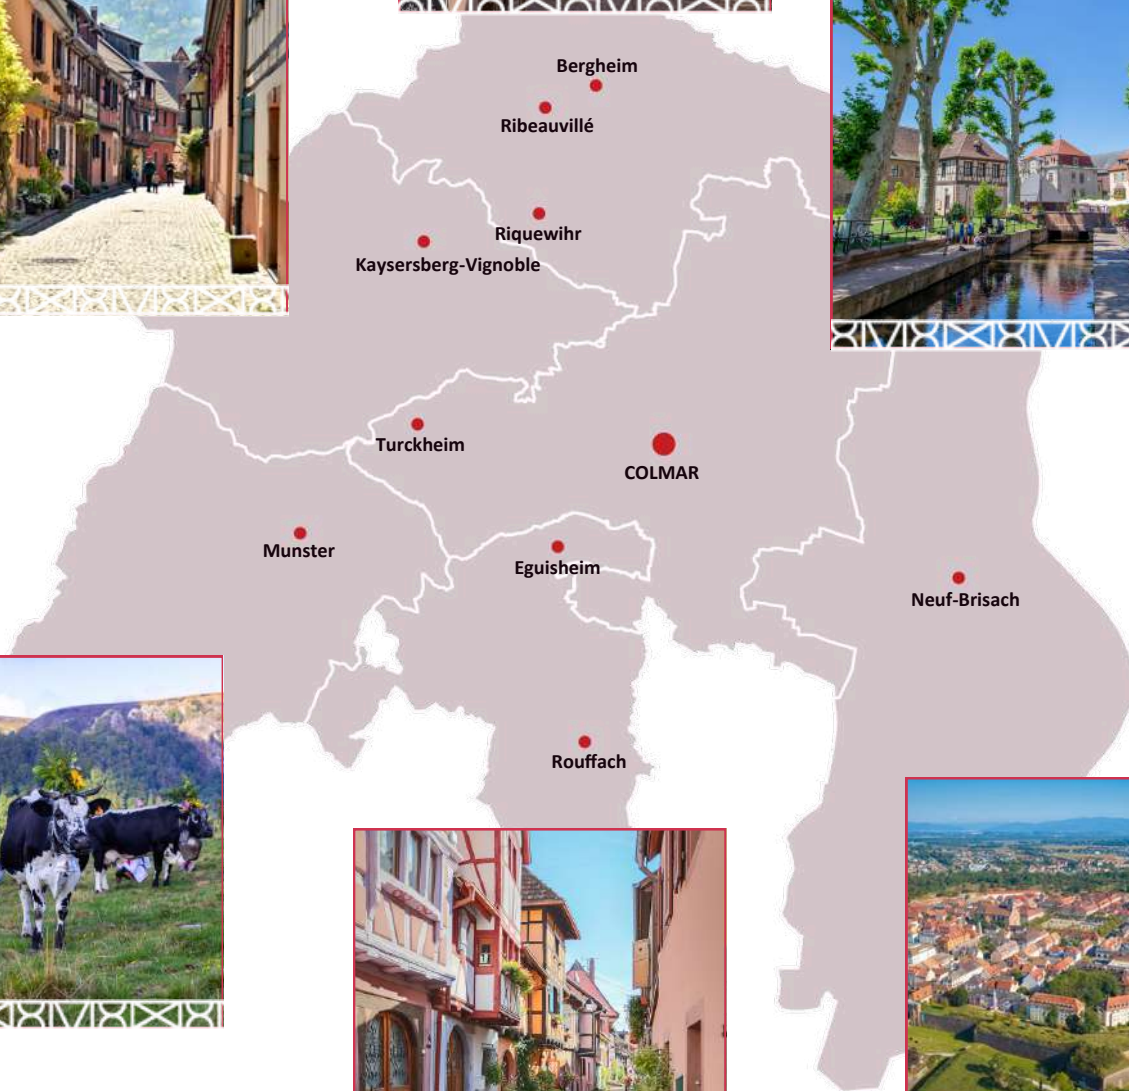 Bergheim
Ribeauvillé
Riquewihr
Kaysersberg-Vignoble
Turckheim
COLMAR
Munster
Eguisheim
Neuf-Brisach
Rouffach